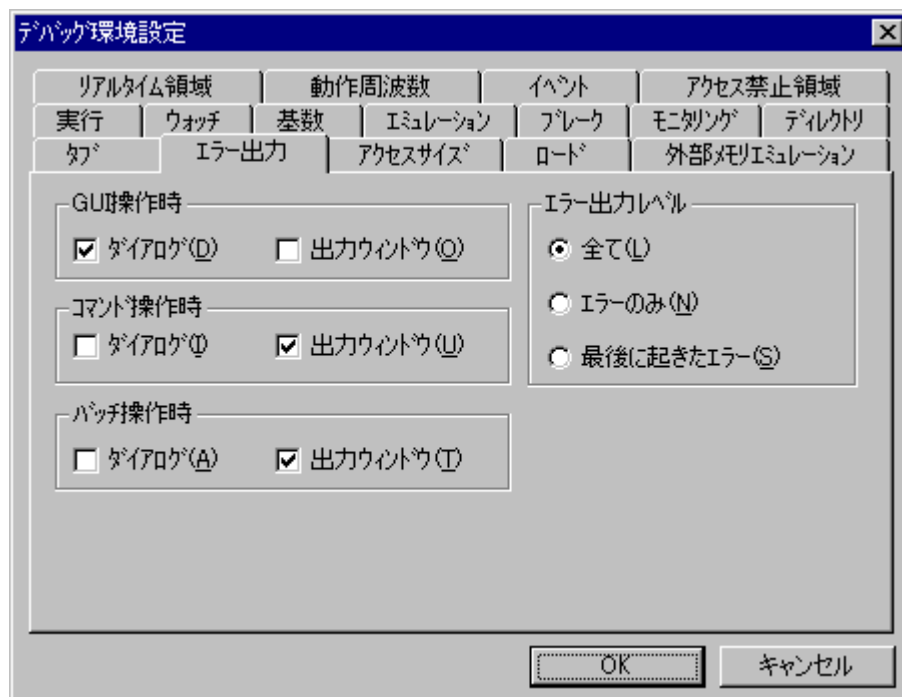 ﾃﾞﾊﾞｯｸﾞ環境設定
ﾘｱﾙﾀｲﾑ領域 動作周波数 ｲﾍﾞﾝﾄ ｱｸｾｽ禁止領域
実行 ｳｫｯﾁ 基数 ｴﾐｭﾚｰｼｮﾝ ﾌﾞﾚｰｸ ﾓﾆﾀﾘﾝｸﾞ ﾃﾞｨﾚｸﾄﾘ
ﾀﾌﾞ ｴﾗｰ出力 ｱｸｾｽｻｲｽﾞ ﾛｰﾄﾞ 外部ﾒﾓﾘｴﾐｭﾚｰｼｮﾝ
GUI操作時
ﾀﾞｲｱﾛｸﾞ(D) 出力ｳｨﾝﾄﾞｳ(O)
ｺﾏﾝﾄﾞ操作時
ﾀﾞｲｱﾛｸﾞ(I) 出力ｳｨﾝﾄﾞｳ(U)
ﾊﾞｯﾁ操作時
ﾀﾞｲｱﾛｸﾞ(A) 出力ｳｨﾝﾄﾞｳ(T)
ｴﾗｰ出力ﾚﾍﾞﾙ
全て(L)
ｴﾗｰのみ(N)
最後に起きたｴﾗｰ(S)
OK キャンセル